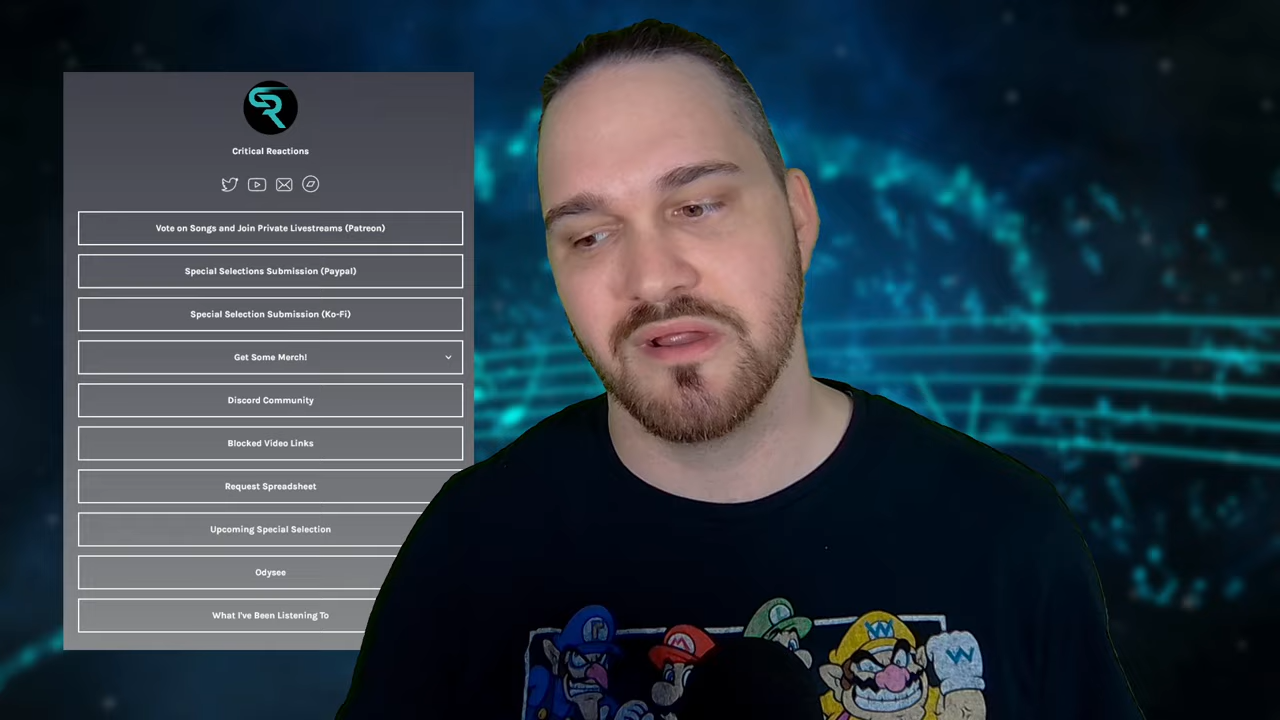 CR
Critical Reactions
Vote on Songs and Join Private Livestreams (Patreon)
Special Selections Submission (Paypal)
Special Selection Submission (Ko-Fi)
Get Some Merch!
Discord Community
Blocked Video Links
Request Spreadsheet
Upcoming Special Selection
Odysee
What I've Been Listening To
Γ
M
L
W
W